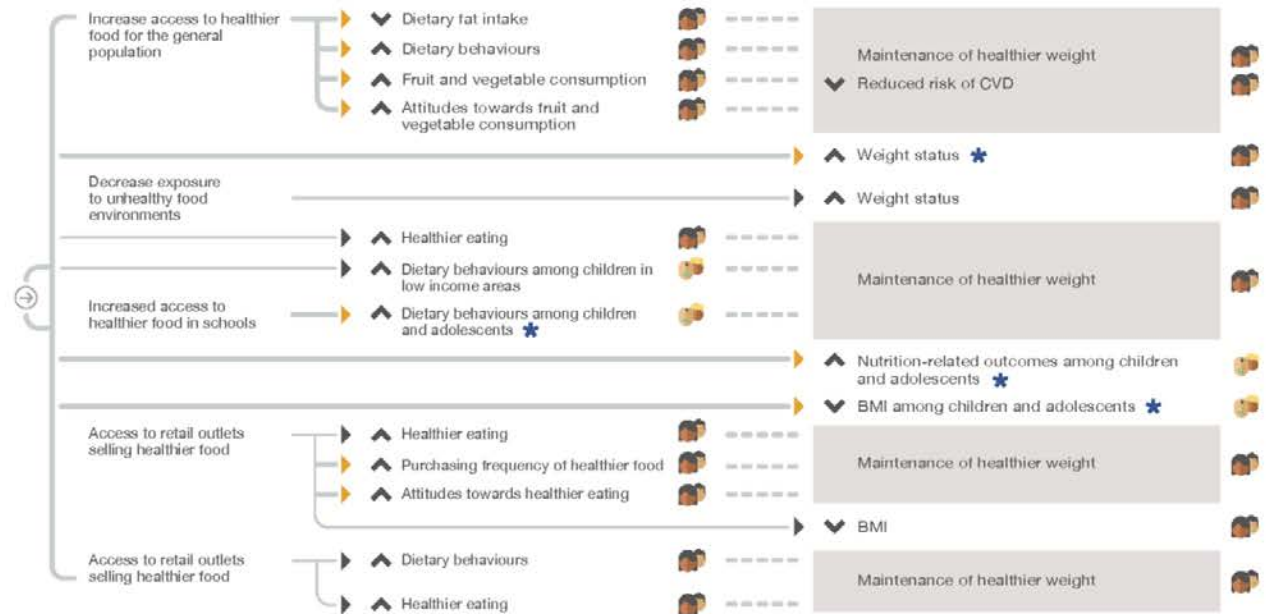 Increase access to healthier
food for the general
population
Dietary fat intake
Dietary behaviours
Fruit and vegetable consumption
Attitudes towards fruit and
vegetable consumption
Maintenance of healthier weight
Reduced risk of CVD
Weight status *
Decrease exposure
to unhealthy food
environments
Weight status
Healthier eating
Dietary behaviours among children in
low income areas
Maintenance of healthier weight
Increased access to
healthier food in schools
Dietary behaviours among children
and adolescents *
Nutrition-related outcomes among children
and adolescents *
BMI among children and adolescents *
Access to retail outlets
selling healthier food
Healthier eating
Purchasing frequency of healthier food
Attitudes towards healthier eating
Maintenance of healthier weight
BMI
Access to retail outlets
selling healthier food
Dietary behaviours
Healthier eating
Maintenance of healthier weight